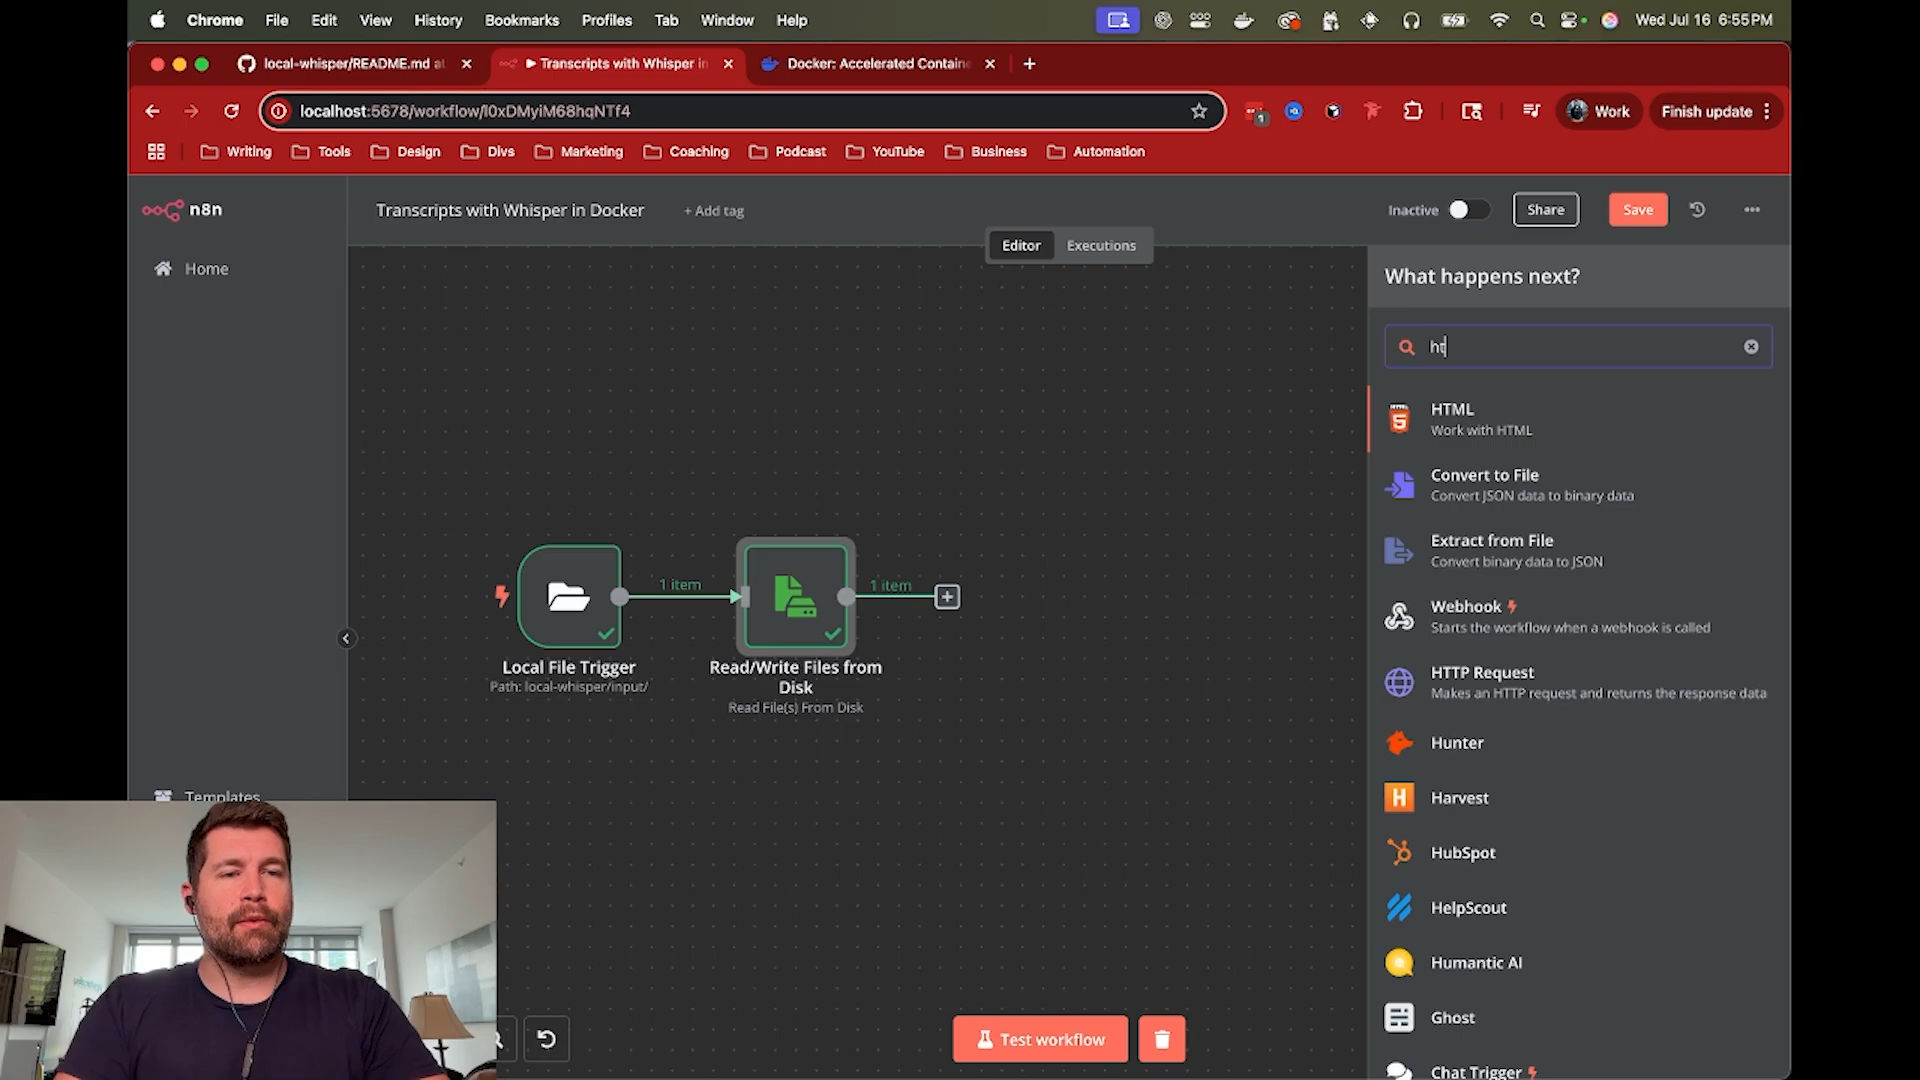 Chrome File Edit View History Bookmarks Profiles Tab Window Help Wed Jul 16 6:55 PM
local-whisper/README.md at Transcripts with Whisper in Docker: Accelerated Containe
localhost:5678/workflow/l0xDMyiM68hqNTf4 1 Work Finish update
Writing Tools Design Divs Marketing Coaching Podcast YouTube Business Automation
n8n Transcripts with Whisper in Docker + Add tag Inactive Share Save
Editor Executions
Home
What happens next?
ht
HTML
Work with HTML
Convert to File
Convert JSON data to binary data
Extract from File
Convert binary data to JSON
Webhook
Starts the workflow when a webhook is called
HTTP Request
Makes an HTTP request and returns the response data
Hunter
Harvest
HubSpot
HelpScout
Humantic AI
Ghost
Chat Trigger
1 item 1 item
Local File Trigger
Path: local-whisper/input/
Read/Write Files from
Disk
Read File(s) From Disk
Templates
Test workflow